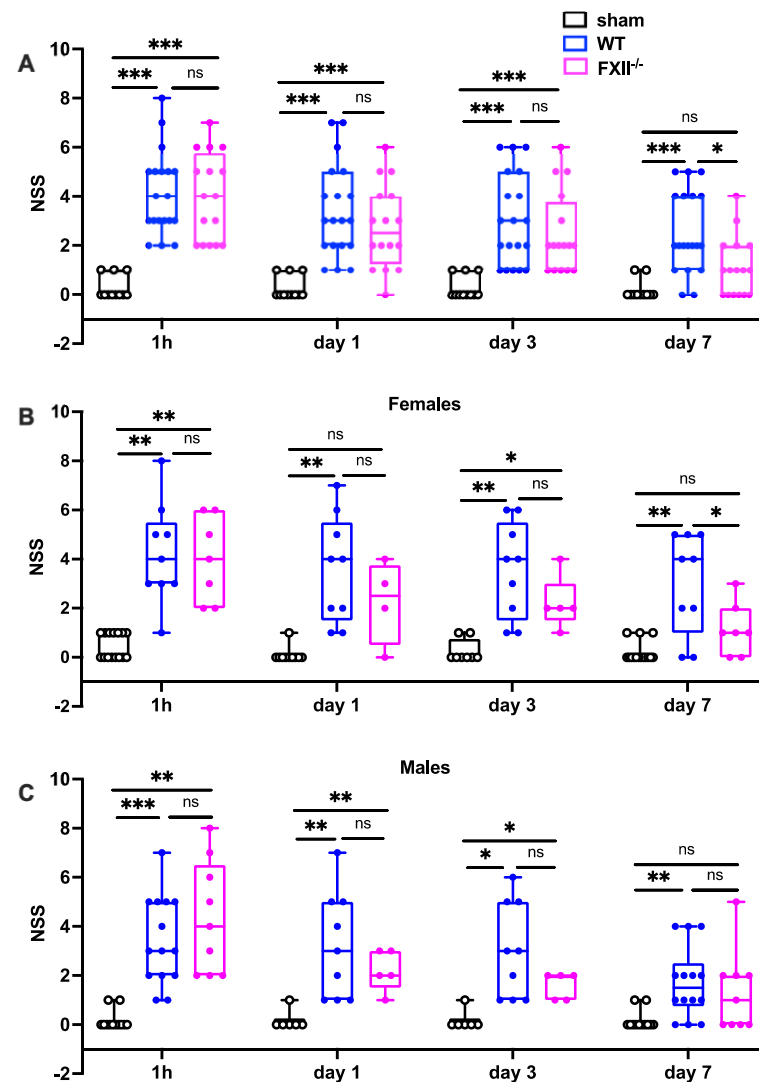 sham
WT
FXII-/-
A
*** *** ns
*** *** ns
*** *** ns
ns *** *
NSS
10
8
6
4
2
0
-2
1h day 1 day 3 day 7
B
Females
** ** ns
ns ** ns
* ** ns
ns ** *
NSS
10
8
6
4
2
0
-2
1h day 1 day 3 day 7
C
Males
** *** ns
** ** ns
* * ns
ns ** ns
NSS
10
8
6
4
2
0
-2
1h day 1 day 3 day 7